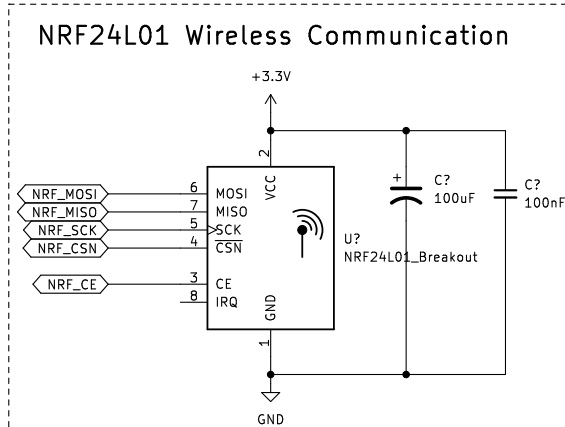 NRF24L01 Wireless Communication
+3.3V
2
VCC
C?
100uF
C?
100nF
+
NRF_MOSI 6 MOSI
NRF_MISO 7 MISO
NRF_SCK 5 SCK
NRF_CSN 4 CSN
U?
NRF24L01_Breakout
NRF_CE 3 CE
8 IRQ
GND
1
GND